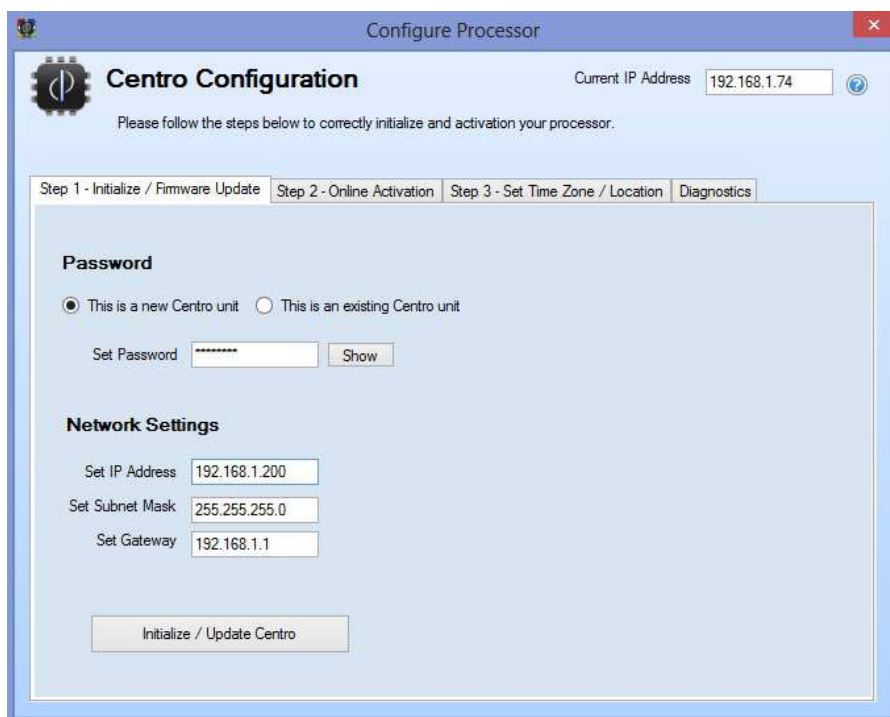 Configure Processor
Centro Configuration
Current IP Address 192.168.1.74
Please follow the steps below to correctly initialize and activation your processor.
Step 1 - Initialize / Firmware Update Step 2 - Online Activation Step 3 - Set Time Zone / Location Diagnostics
Password
This is a new Centro unit This is an existing Centro unit
Set Password ******** Show
Network Settings
Set IP Address 192.168.1.200
Set Subnet Mask 255.255.255.0
Set Gateway 192.168.1.1
Initialize / Update Centro